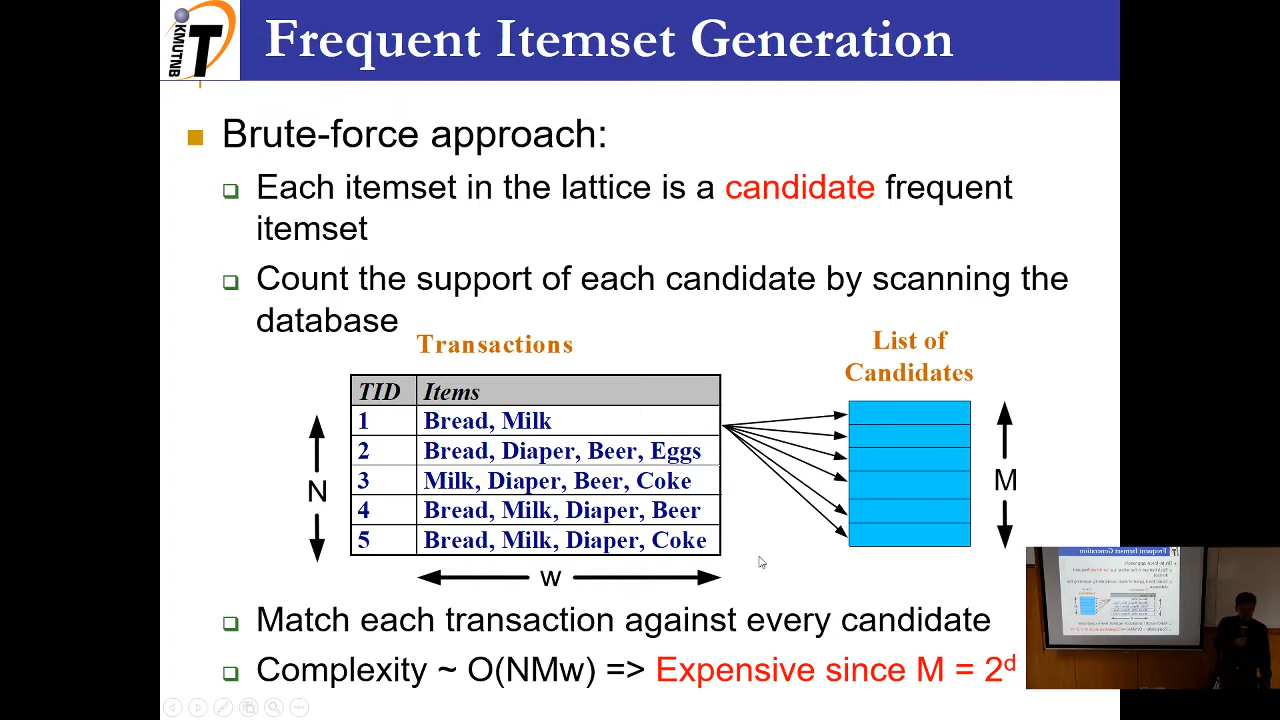 KMUTNB
T
Frequent Itemset Generation
Brute-force approach:
Each itemset in the lattice is a candidate frequent
itemset
Count the support of each candidate by scanning the
database
Transactions
List of
Candidates
TID Items
1 Bread, Milk
2 Bread, Diaper, Beer, Eggs
3 Milk, Diaper, Beer, Coke
4 Bread, Milk, Diaper, Beer
5 Bread, Milk, Diaper, Coke
N
M
w
Match each transaction against every candidate
Complexity ~ O(NMw) => Expensive since M = 2ᵈ
Frequent Itemset Generation